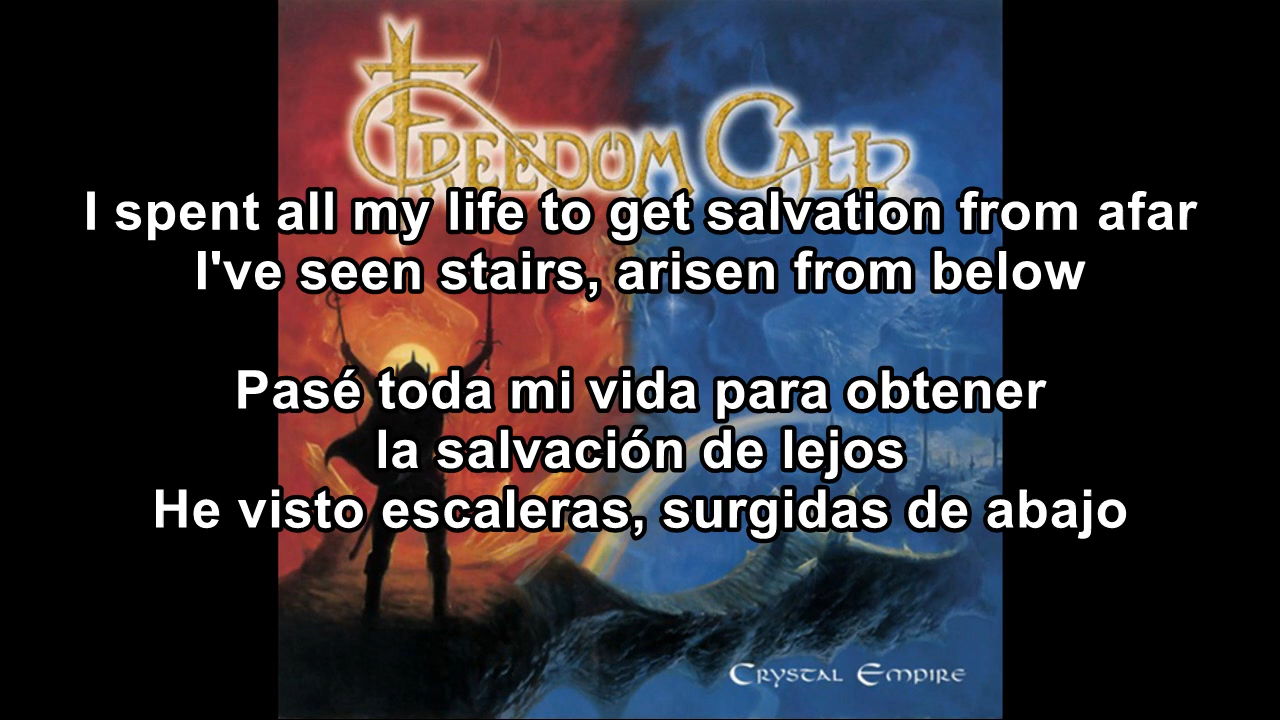 FREEDOM CALL
I spent all my life to get salvation from afar
I've seen stairs, arisen from below
Pasé toda mi vida para obtener
la salvación de lejos
He visto escaleras, surgidas de abajo
CRYSTAL EMPIRE